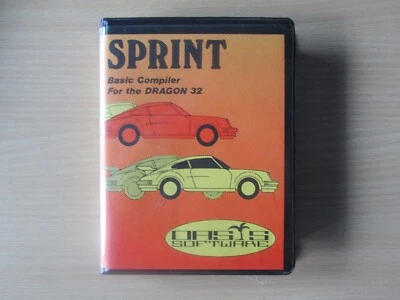 SPRINT
Basic Compiler
For the DRAGON 32
OASIS
SOFTWARE